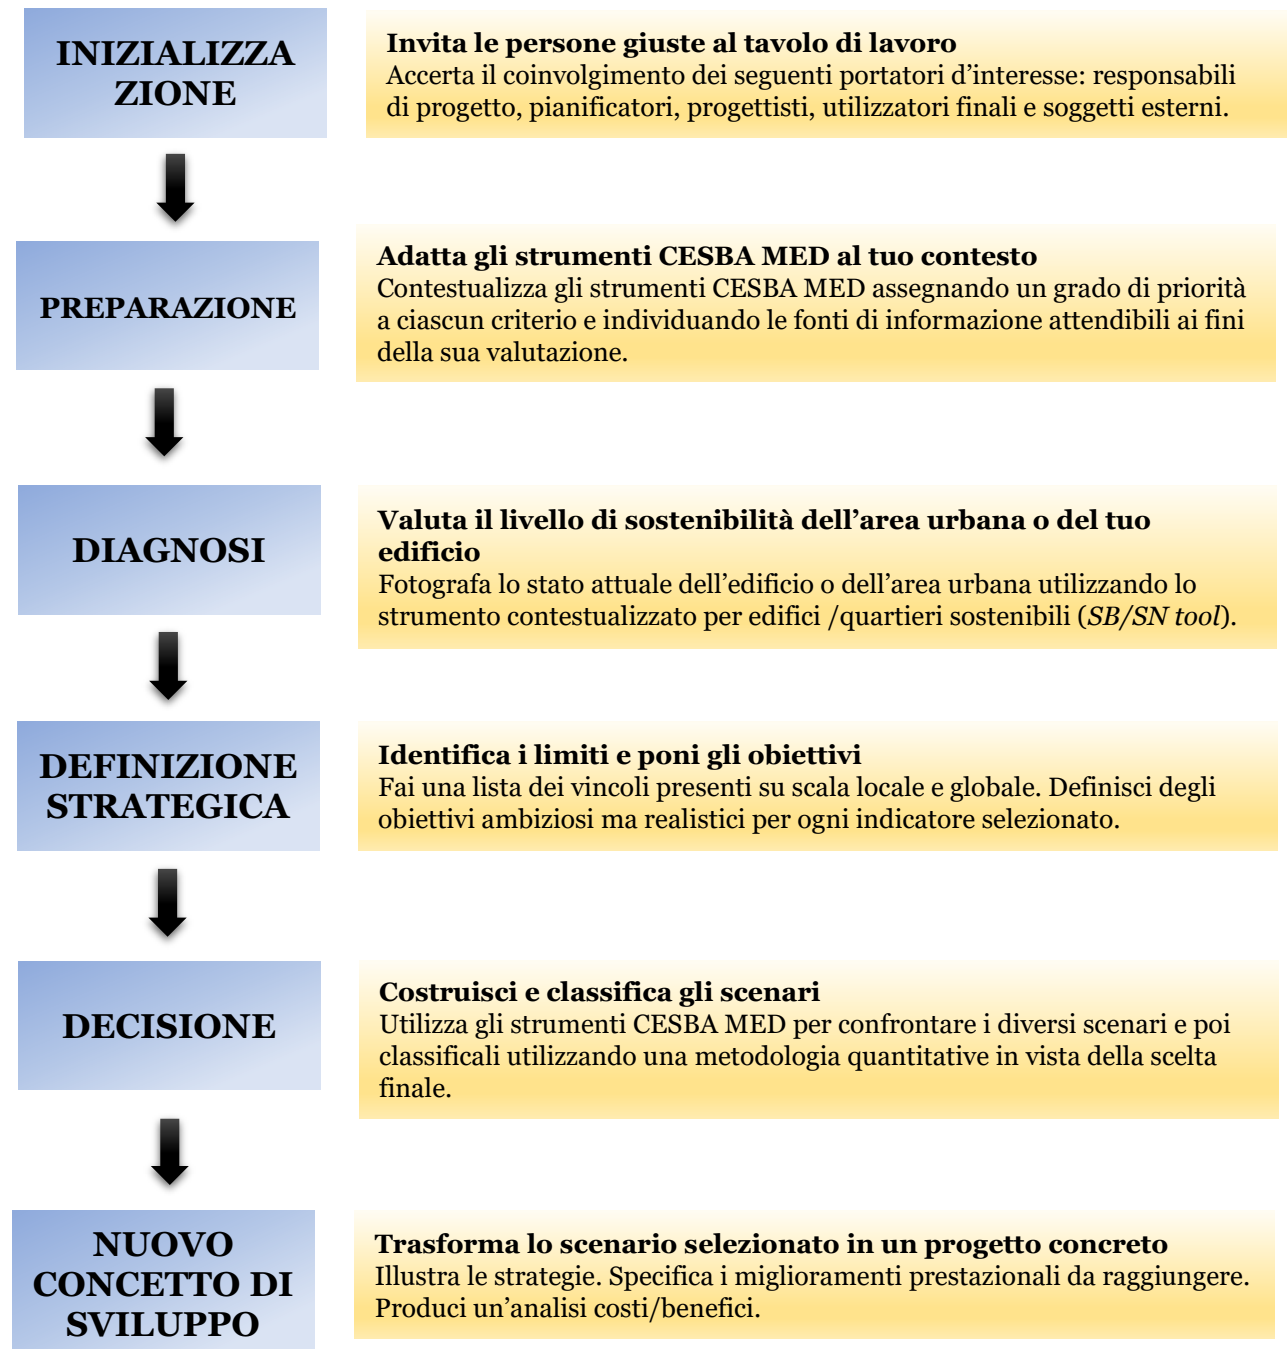 INIZIALIZZA
ZIONE
Invita le persone giuste al tavolo di lavoro
Accerta il coinvolgimento dei seguenti portatori d’interesse: responsabili
di progetto, pianificatori, progettisti, utilizzatori finali e soggetti esterni.
PREPARAZIONE
Adatta gli strumenti CESBA MED al tuo contesto
Contestualizza gli strumenti CESBA MED assegnando un grado di priorità
a ciascun criterio e individuando le fonti di informazione attendibili ai fini
della sua valutazione.
DIAGNOSI
Valuta il livello di sostenibilità dell’area urbana o del tuo
edificio
Fotografa lo stato attuale dell’edificio o dell’area urbana utilizzando lo
strumento contestualizzato per edifici /quartieri sostenibili (SB/SN tool).
DEFINIZIONE
STRATEGICA
Identifica i limiti e poni gli obiettivi
Fai una lista dei vincoli presenti su scala locale e globale. Definisci degli
obiettivi ambiziosi ma realistici per ogni indicatore selezionato.
DECISIONE
Costruisci e classifica gli scenari
Utilizza gli strumenti CESBA MED per confrontare i diversi scenari e poi
classificali utilizzando una metodologia quantitative in vista della scelta
finale.
NUOVO
CONCETTO DI
SVILUPPO
Trasforma lo scenario selezionato in un progetto concreto
Illustra le strategie. Specifica i miglioramenti prestazionali da raggiungere.
Produci un’analisi costi/benefici.